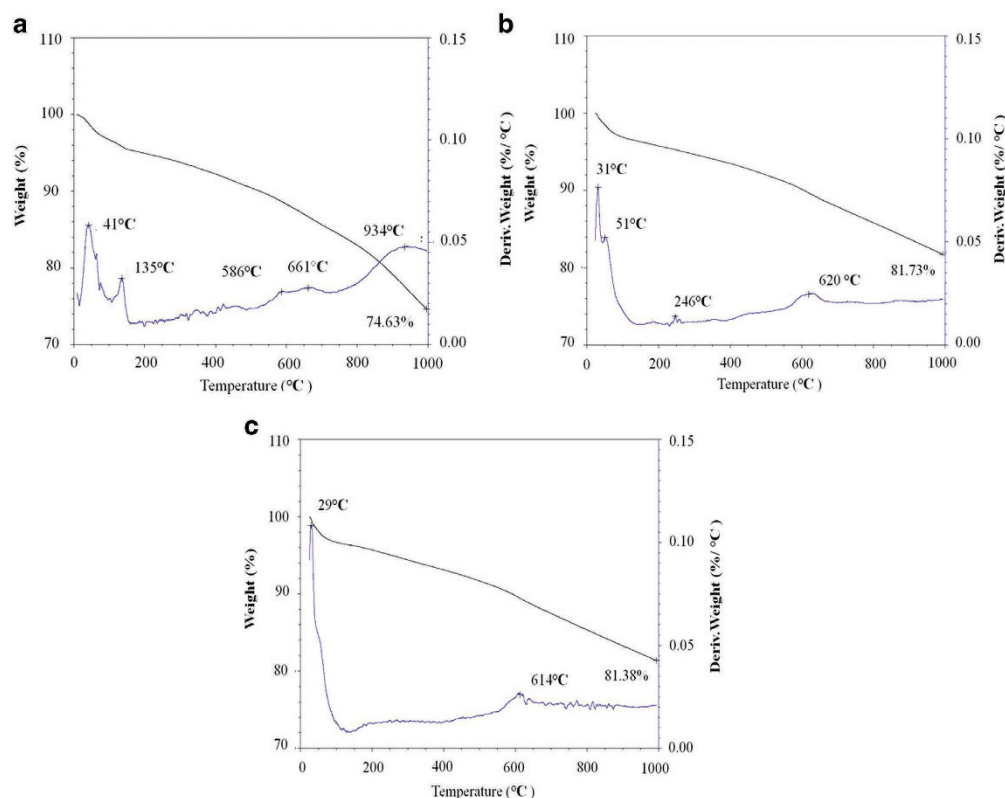 a
110
100
90
80
70
Weight (%)
41°C
135°C
586°C
661°C
934°C
74.63%
0.15
0.10
0.05
0.00
Deriv.Weight (%/ °C)
0
200
400
600
800
1000
Temperature (°C )
b
110
100
90
80
70
Weight (%)
31°C
51°C
246°C
620 °C
81.73%
0.15
0.10
0.05
0.00
Deriv.Weight (%/ °C)
0
200
400
600
800
1000
Temperature (°C )
c
110
100
90
80
70
Weight (%)
29°C
614°C
81.38%
0.15
0.10
0.05
0.00
Deriv.Weight (%/ °C)
0
200
400
600
800
1000
Temperature (°C )